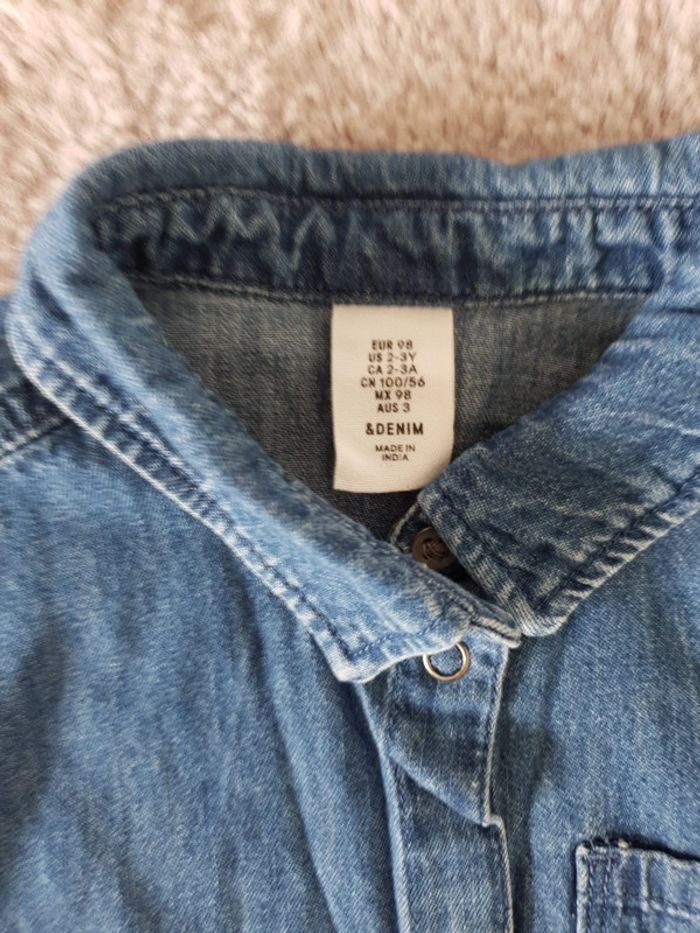 EUR 98
US 2-3Y
CA 2-3A
CN 100/56
MX 98
AUS 3
&DENIM
MADE IN
INDIA